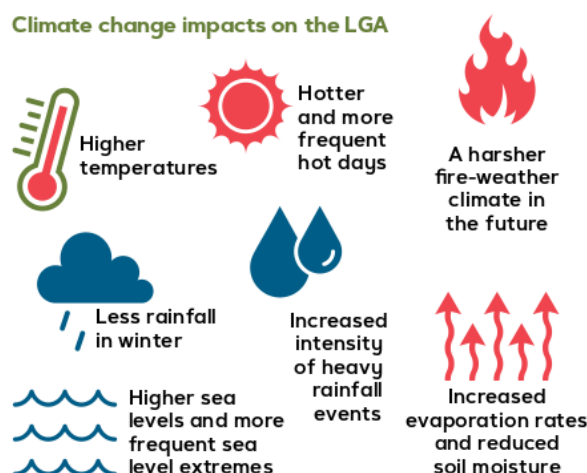 Climate change impacts on the LGA
Higher
temperatures
Hotter
and more
frequent
hot days
A harsher
fire-weather
climate in
the future
Less rainfall
in winter
Increased
intensity
of heavy
rainfall
events
Higher sea
levels and more
frequent sea
level extremes
Increased
evaporation rates
and reduced
soil moisture